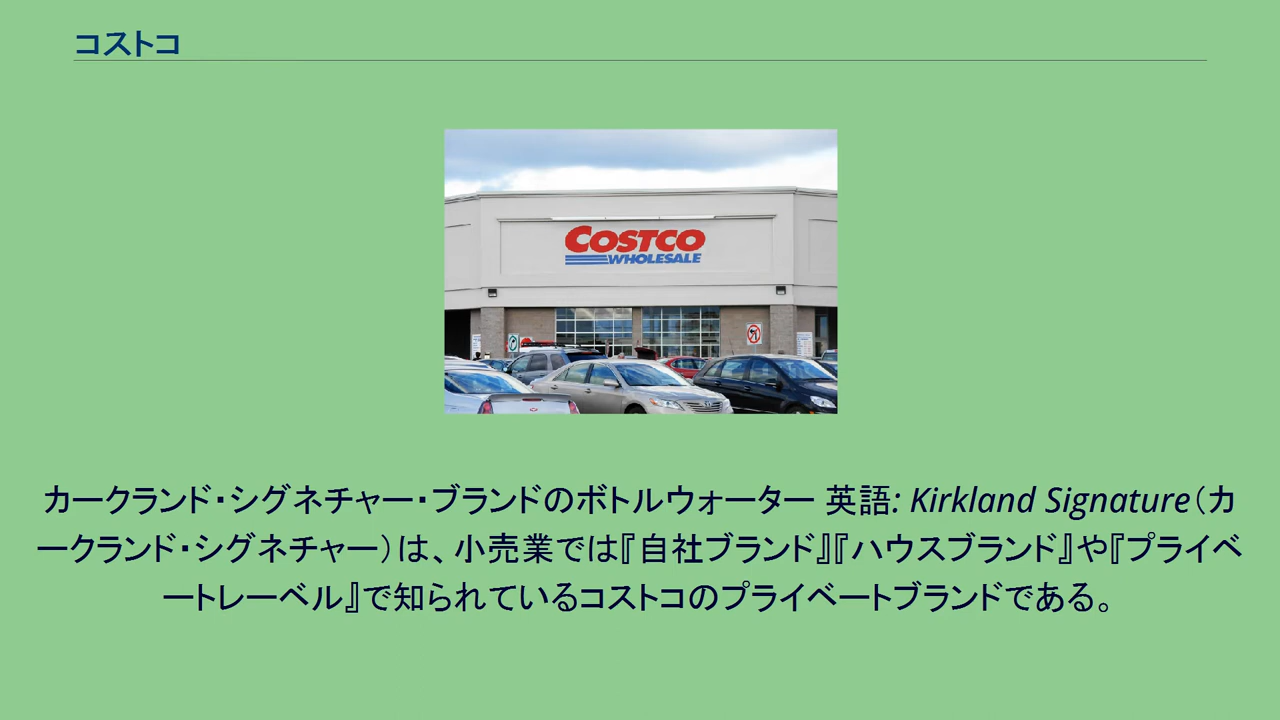 コストコ
COSTCO
WHOLESALE
カークランド・シグネチャー・ブランドのボトルウォーター 英語: Kirkland Signature（カ
ークランド・シグネチャー）は、小売業では『自社ブランド』『ハウスブランド』や『プライベ
ートレーベル』で知られているコストコのプライベートブランドである。